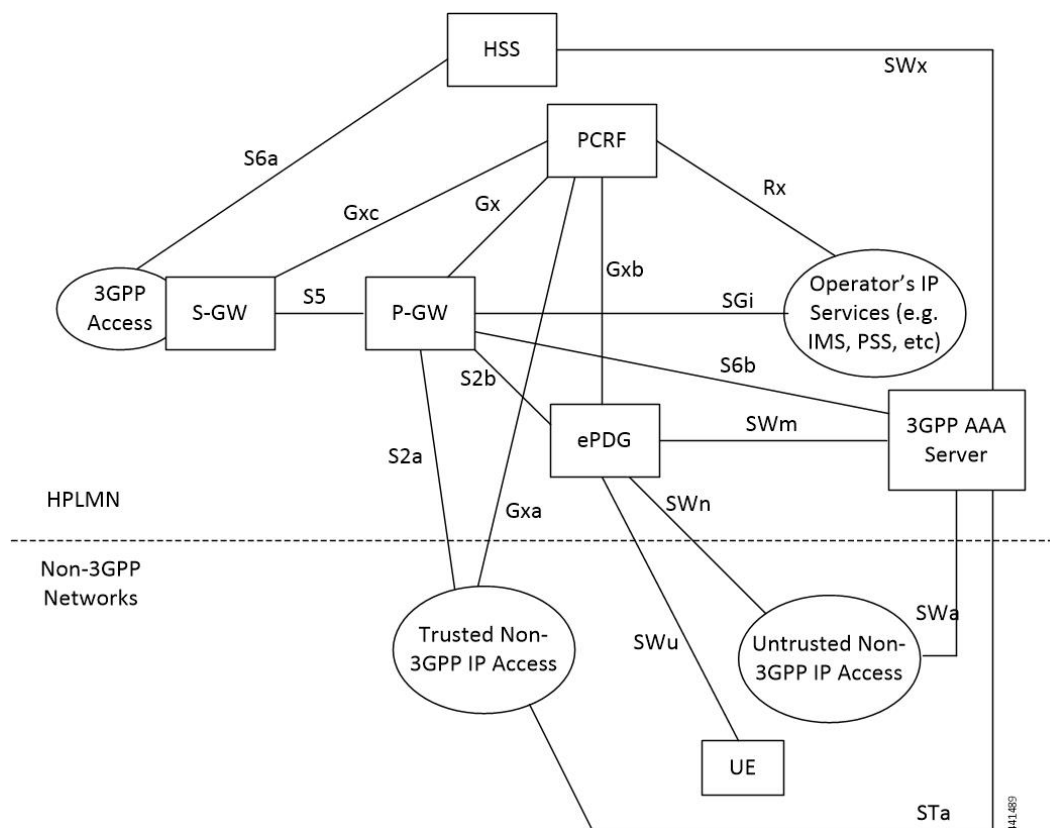 HSS
SWx
PCRF
S6a
Rx
Gxc
Gx
Gxb
3GPP
Access
S-GW
S5
P-GW
SGi
Operator’s IP
Services (e.g.
IMS, PSS, etc)
S6b
S2b
ePDG
SWm
3GPP AAA
Server
S2a
HPLMN
Gxa
SWn
Non-3GPP
Networks
Trusted Non-
3GPP IP Access
SWu
Untrusted Non-
3GPP IP Access
SWa
UE
STa
441489